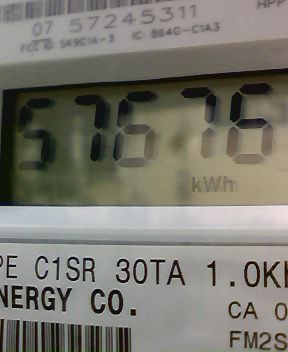 07 57245311
FCC ID: SK9C1A-3 IC: 864G-C1A3
57676
kWh
PE C1SR 30TA 1.0K
NERGY CO.
CA 0
FM2S